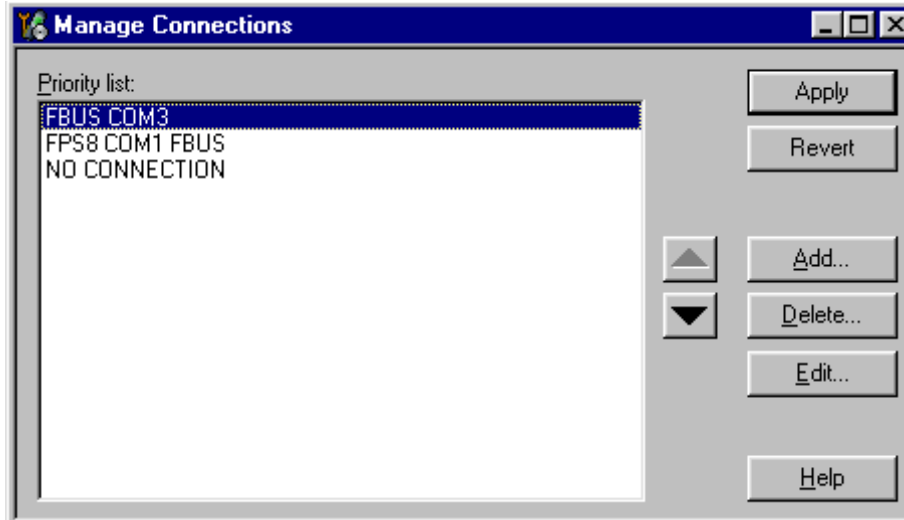 Manage Connections
Priority list:
FBUS COM3
FPS8 COM1 FBUS
NO CONNECTION
Apply
Revert
Add...
Delete...
Edit...
Help